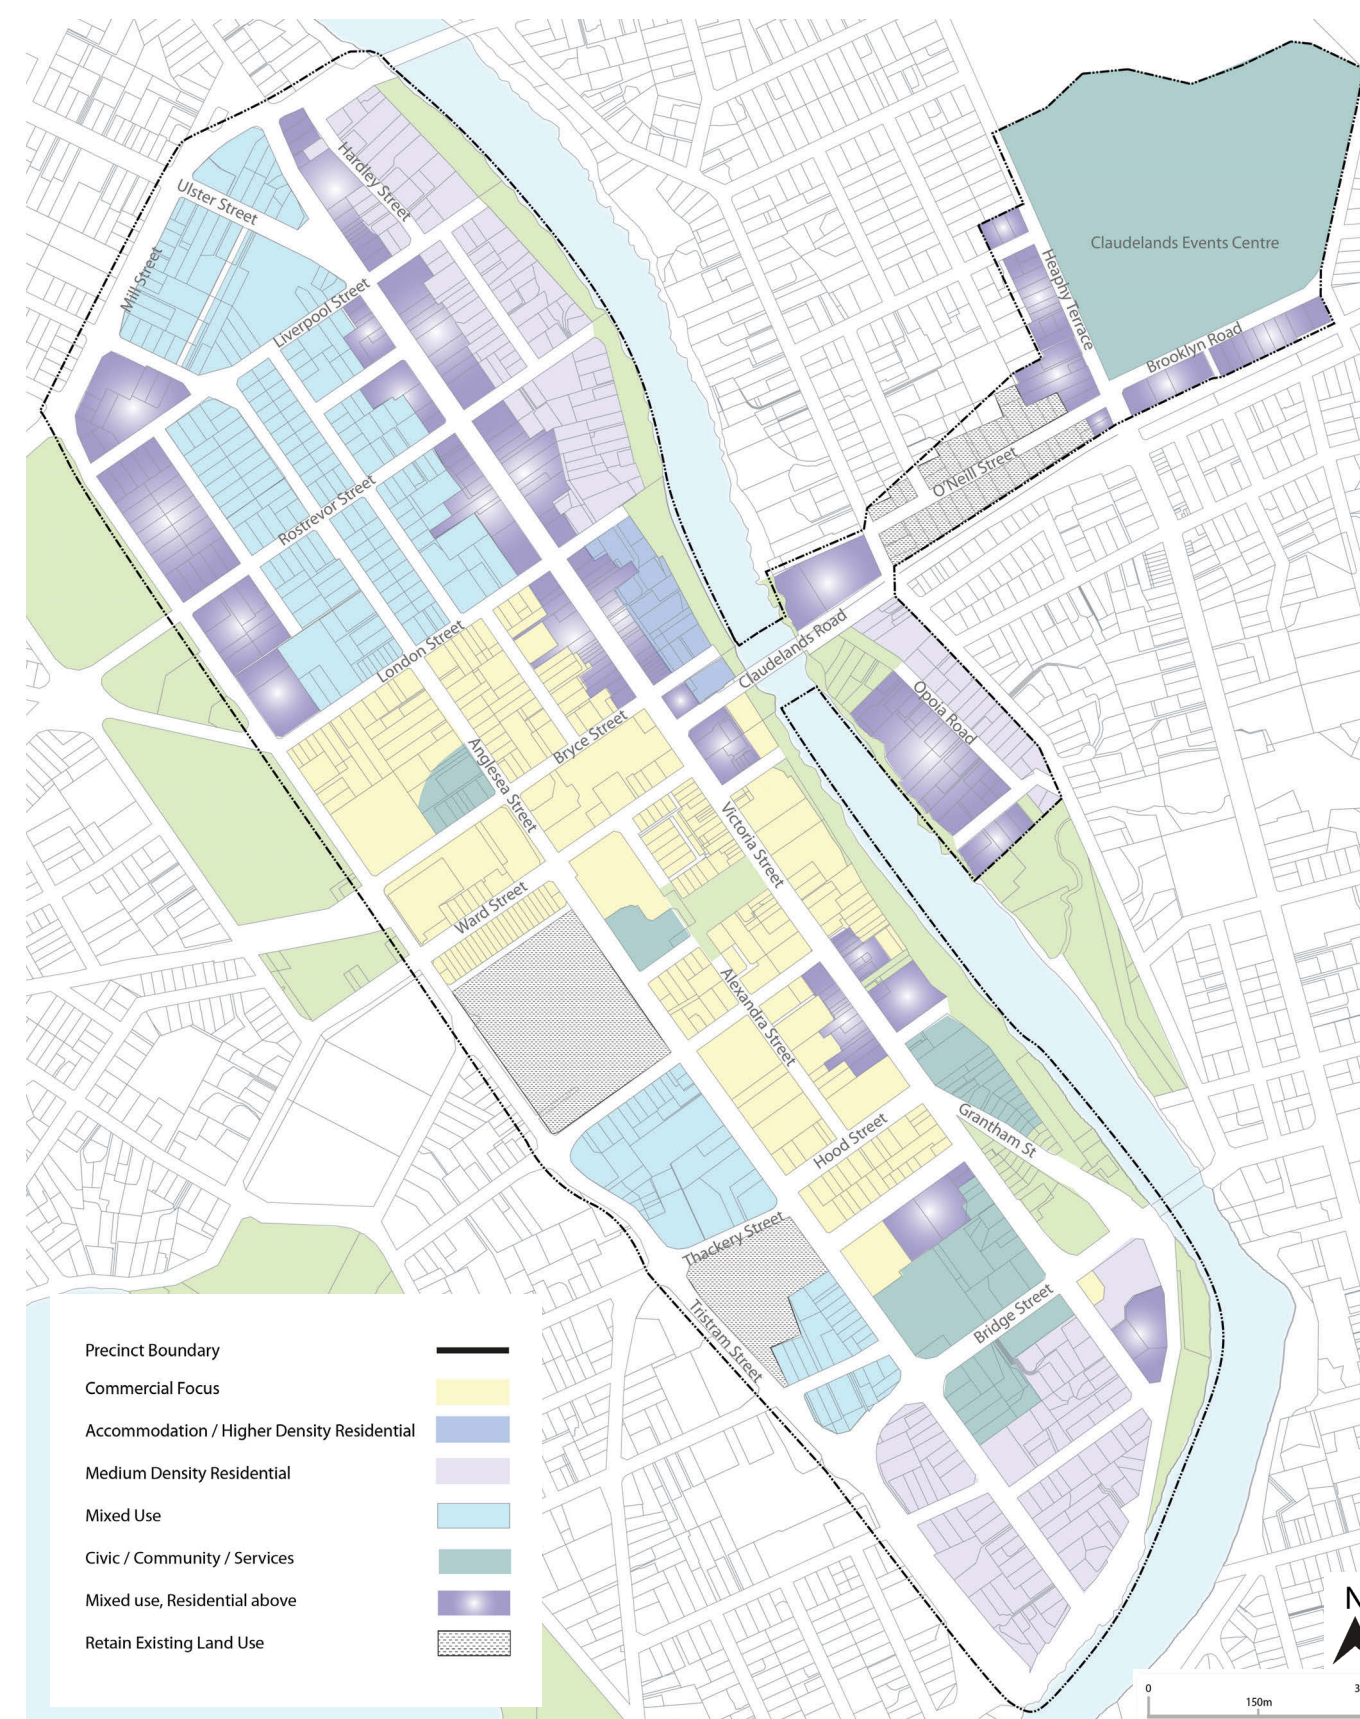 Hardley Street
Ulster Street
Mill Street
Liverpool Street
Claudelands Events Centre
Heaphy Terrace
Brooklyn Road
O'Neill Street
Rostrevor Street
London Street
Claudelands Road
Opoia Road
Bryce Street
Anglesea Street
Victoria Street
Ward Street
Alexandra Street
Grantham St
Hood Street
Thackery Street
Bridge Street
Tristram Street
Precinct Boundary
Commercial Focus
Accommodation / Higher Density Residential
Medium Density Residential
Mixed Use
Civic / Community / Services
Mixed use, Residential above
Retain Existing Land Use
N
0
150m